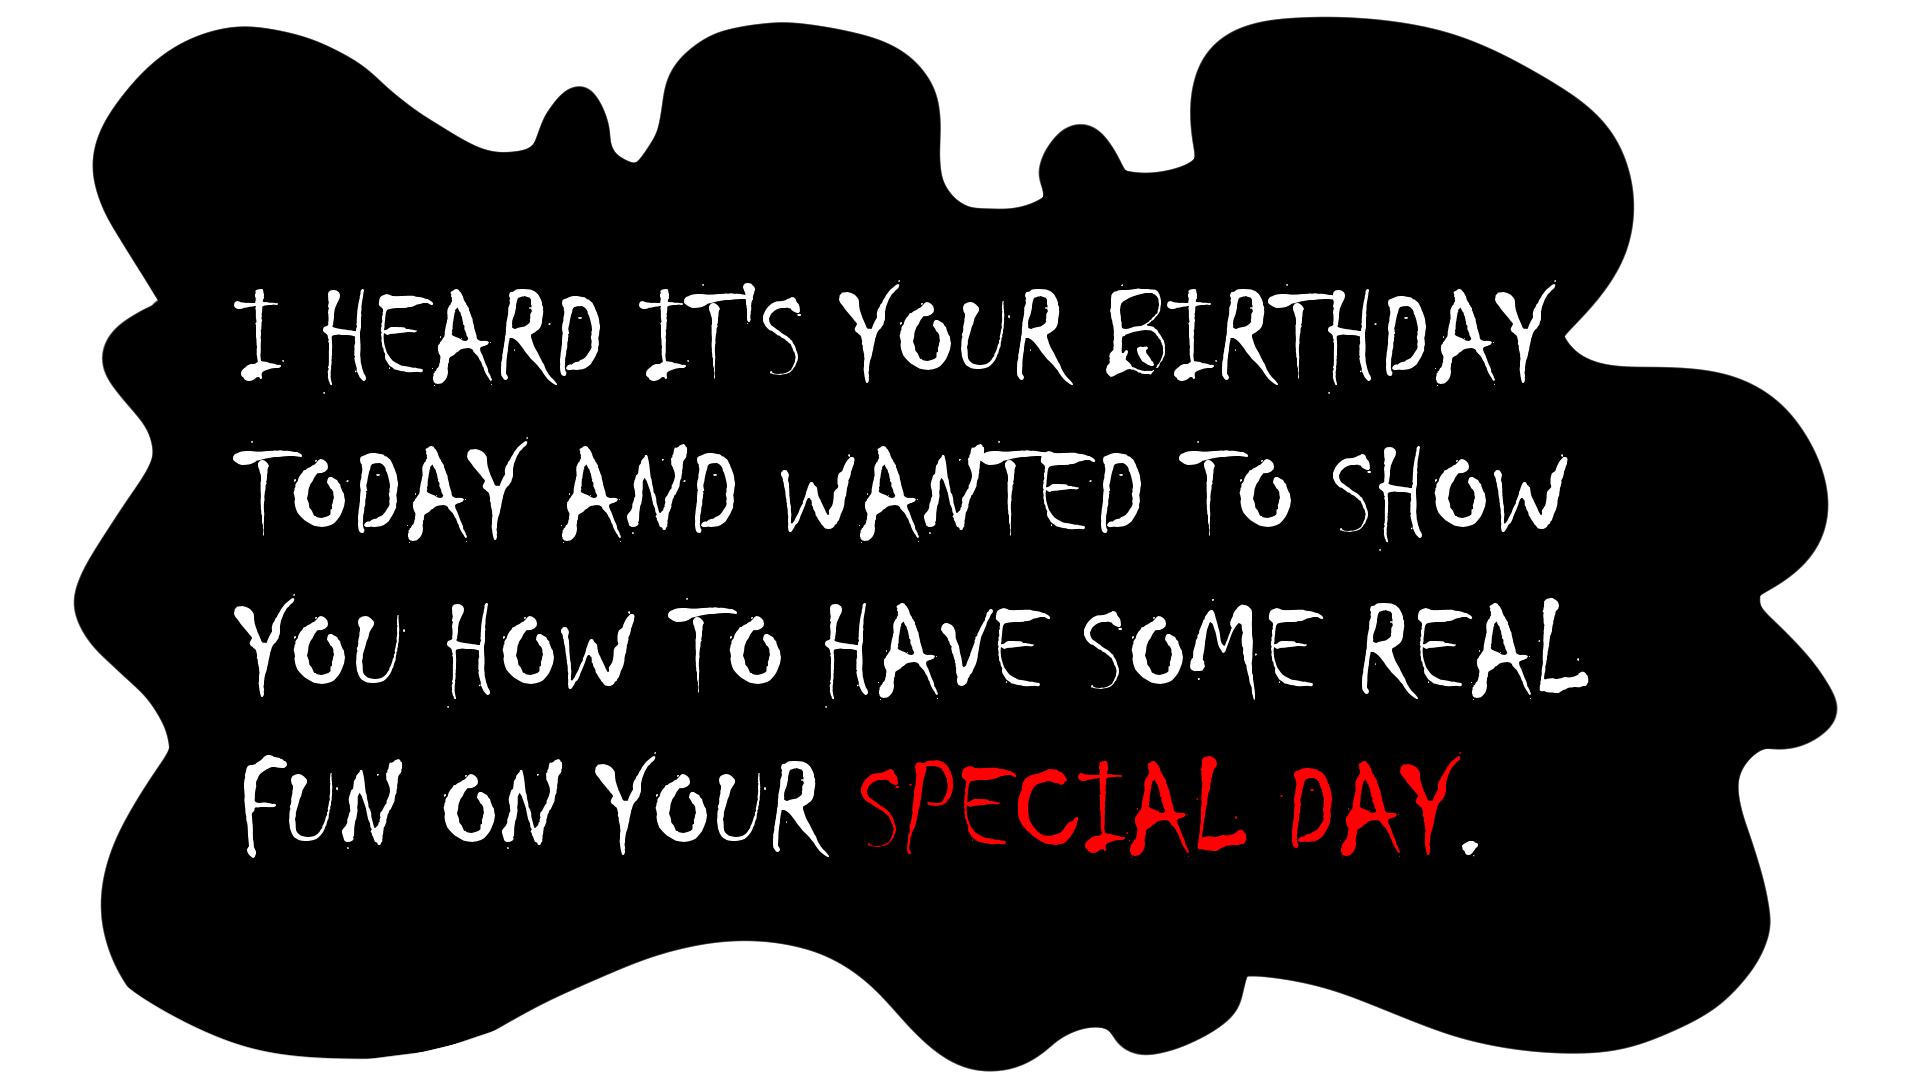 I HEARD IT'S YOUR BIRTHDAY
TODAY AND WANTED TO SHOW
YOU HOW TO HAVE SOME REAL
FUN ON YOUR SPECIAL DAY.